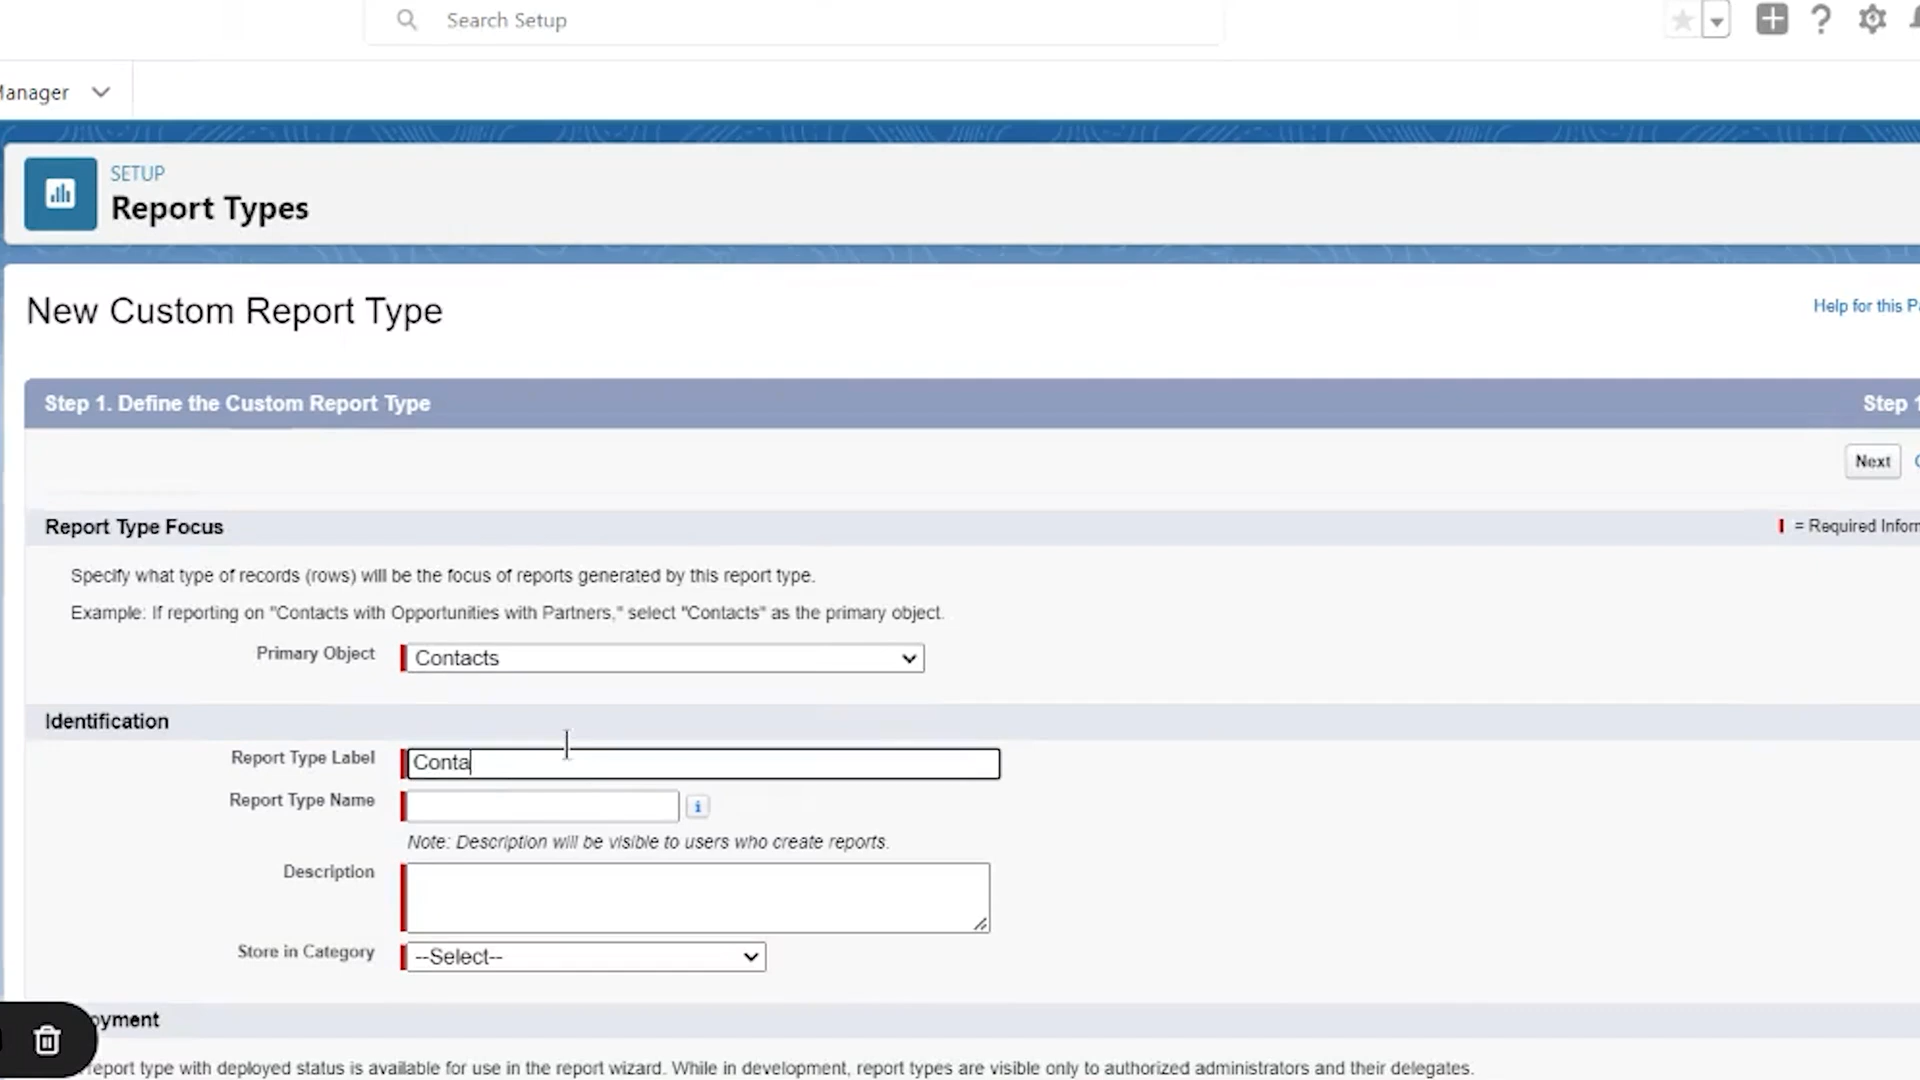 Search Setup
Manager
SETUP
Report Types
New Custom Report Type
Help for this
Step 1. Define the Custom Report Type
Step 1
Next
Report Type Focus
= Required
Specify what type of records (rows) will be the focus of reports generated by this report type.
Example: If reporting on "Contacts with Opportunities with Partners," select "Contacts" as the primary object.
Primary Object
Contacts
Identification
Report Type Label
Conta
Report Type Name
Note: Description will be visible to users who create reports.
Description
Store in Category
--Select--
oyment
report type with deployed status is available for use in the report wizard. While in development, report types are visible only to authorized administrators and their delegates.